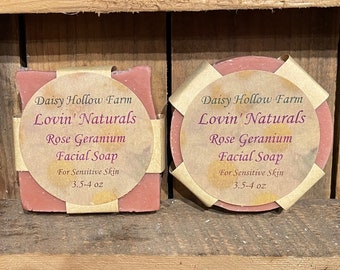 Daisy Hollow Farm
Lovin' Naturals
Rose Geranium
Facial Soap
For Sensitive Skin
3.5-4 oz
Daisy Hollow Farm
Lovin' Naturals
Rose Geranium
Facial Soap
For Sensitive Skin
3.5-4 oz